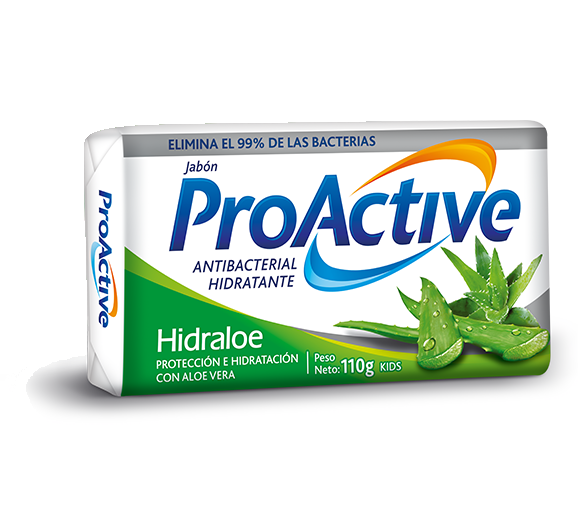 ELIMINA EL 99% DE LAS BACTERIAS
Jabón
ProActive
ANTIBACTERIAL
HIDRATANTE
Hidraloe
PROTECCIÓN E HIDRATACIÓN
CON ALOE VERA
Peso
Neto: 110g KIDS
ProActive